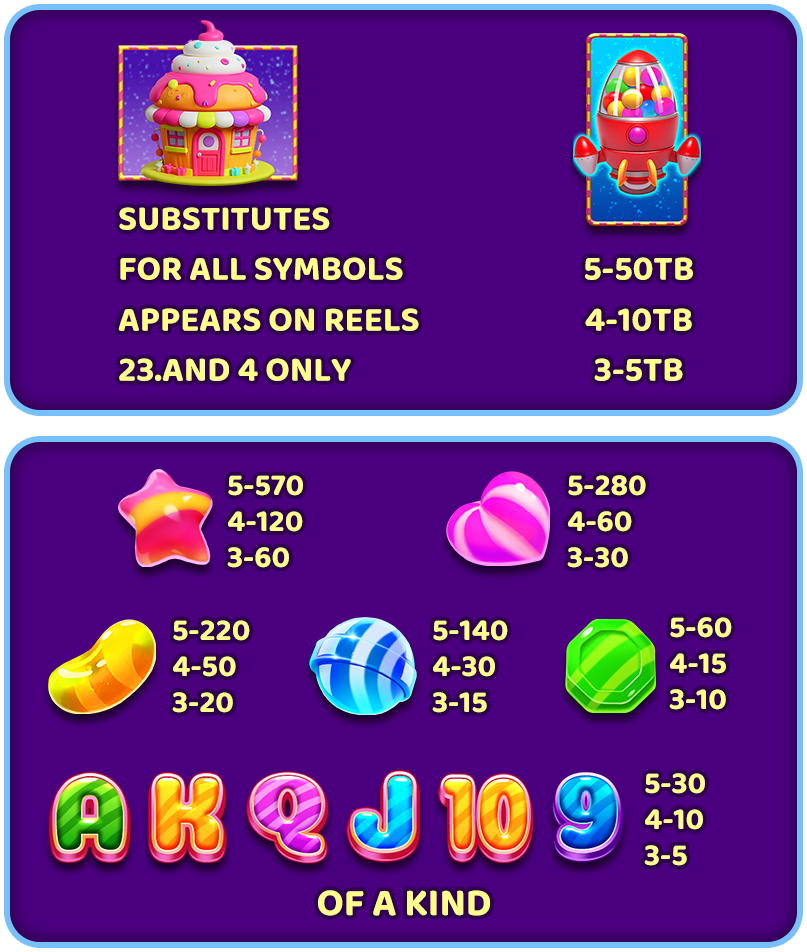 SUBSTITUTES
FOR ALL SYMBOLS
APPEARS ON REELS
23.AND 4 ONLY
5-50TB
4-10TB
3-5TB
5-570
4-120
3-60
5-280
4-60
3-30
5-220
4-50
3-20
5-140
4-30
3-15
5-60
4-15
3-10
A K Q J 10 9
5-30
4-10
3-5
OF A KIND